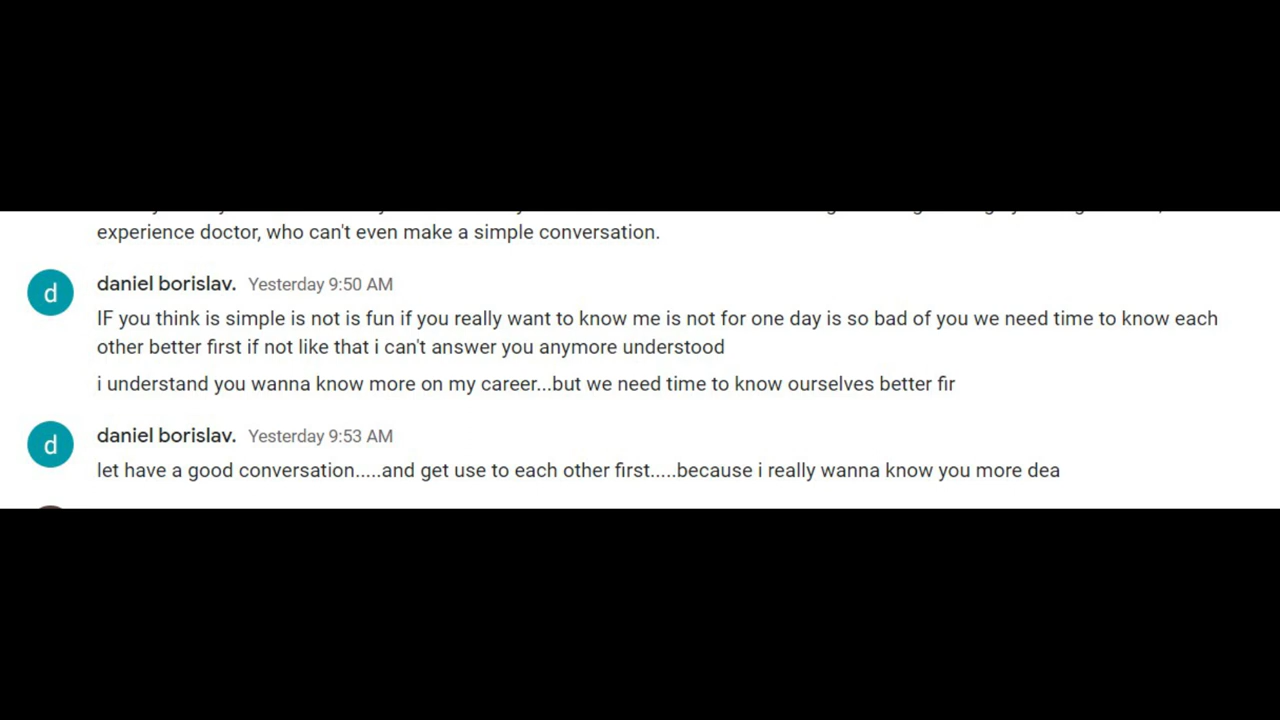 experience doctor, who can't even make a simple conversation.
d
daniel borislav. Yesterday 9:50 AM
IF you think is simple is not is fun if you really want to know me is not for one day is so bad of you we need time to know each
other better first if not like that i can't answer you anymore understood
i understand you wanna know more on my career...but we need time to know ourselves better fir
d
daniel borislav. Yesterday 9:53 AM
let have a good conversation.....and get use to each other first.....because i really wanna know you more dea